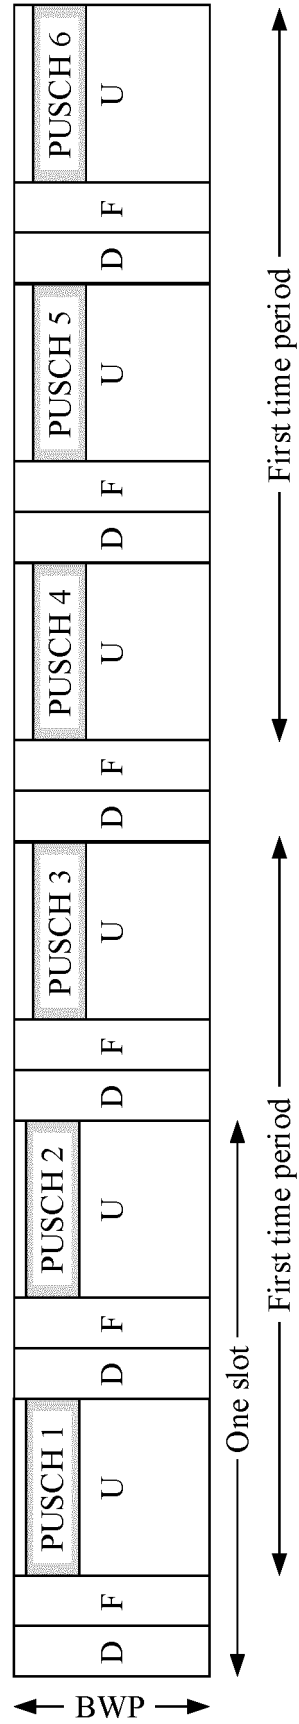 BWP
D
F
PUSCH 1
U
D
F
PUSCH 2
U
D
F
PUSCH 3
U
D
F
PUSCH 4
U
D
F
PUSCH 5
U
D
F
PUSCH 6
U
One slot
First time period
First time period